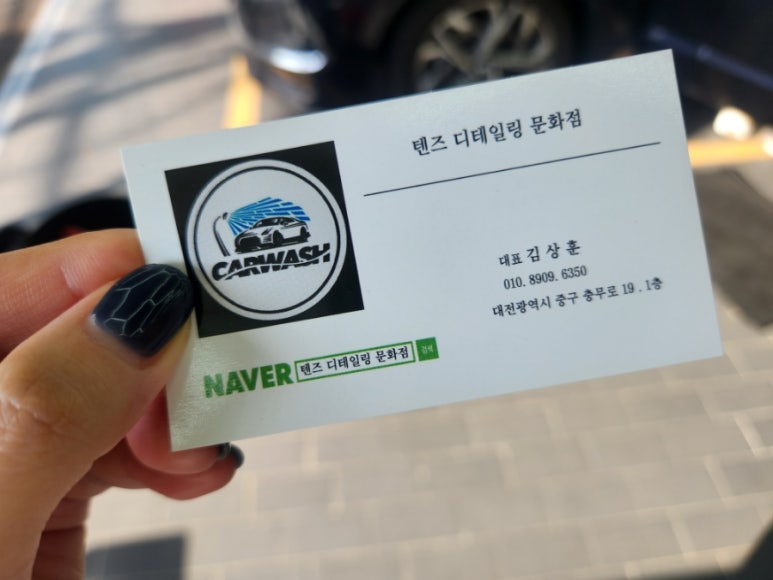 텐즈 디테일링 문화점
CARWASH
대표 김 상 훈
010. 8909. 6350
대전광역시 중구 충무로 19 . 1층
NAVER 텐즈 디테일링 문화점 검색